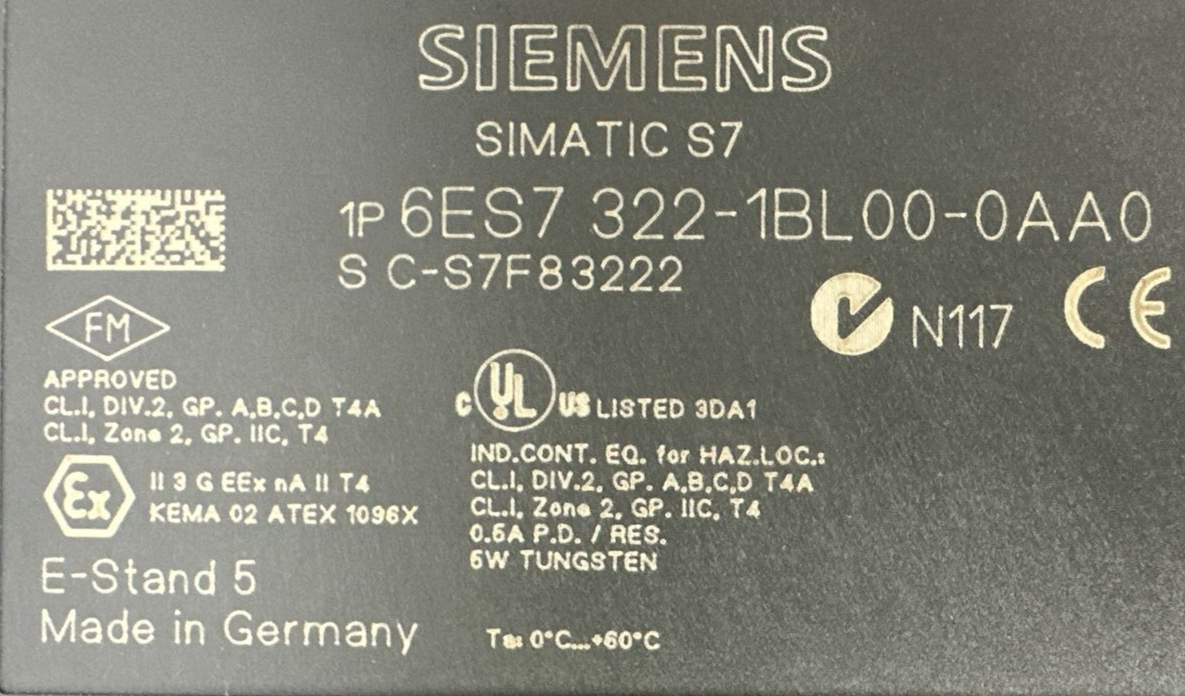 SIEMENS
SIMATIC S7
1P 6ES7 322-1BL00-0AA0
S C-S7F83222
N117 CE
FM
APPROVED
CL.I, DIV.2, GP. A,B,C,D T4A
CL.I, Zone 2, GP. IIC, T4
Ex
II 3 G EEx nA II T4
KEMA 02 ATEX 1096X
E-Stand 5
Made in Germany
C UL US LISTED 3DA1
IND.CONT. EQ. for HAZ.LOC.:
CL.I, DIV.2, GP. A,B,C,D T4A
CL.I, Zone 2, GP. IIC, T4
0.5A P.D. / RES.
5W TUNGSTEN
Ta: 0°C...+60°C